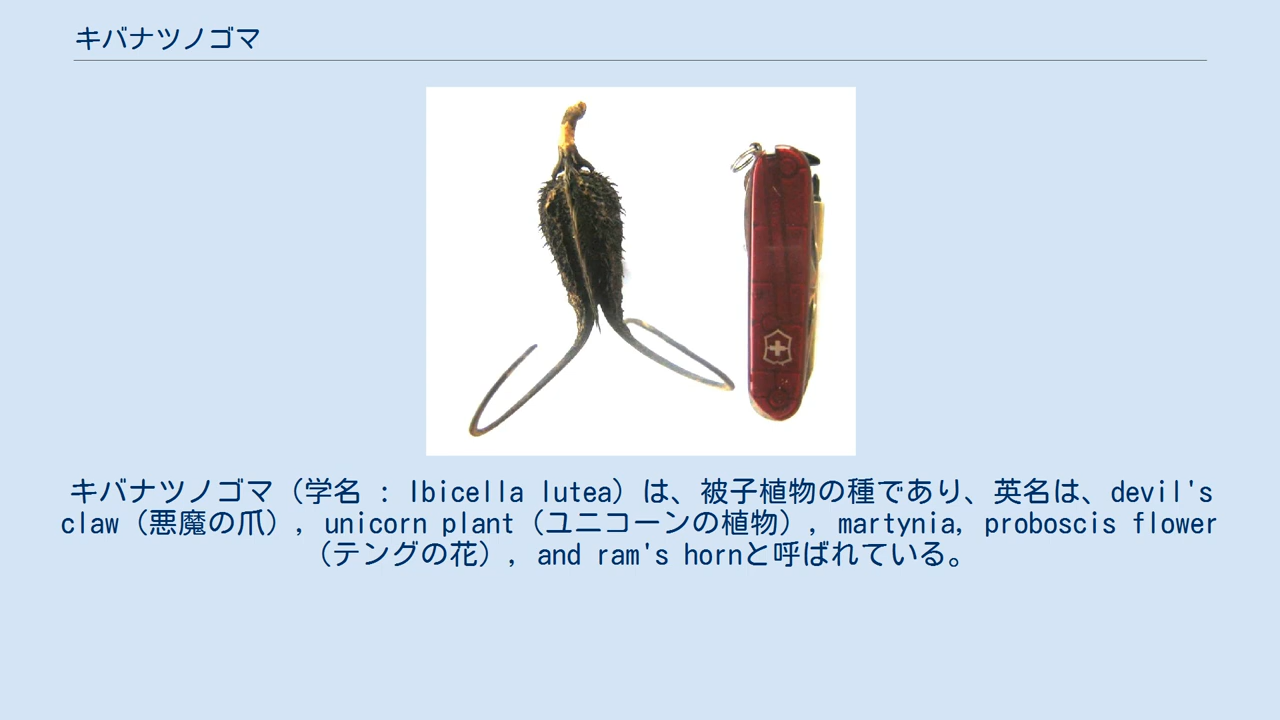 キバナツノゴマ
キバナツノゴマ（学名 : Ibicella lutea）は、被子植物の種であり、英名は、devil's
claw（悪魔の爪）, unicorn plant（ユニコーンの植物）, martynia, proboscis flower
（テングの花）, and ram's hornと呼ばれている。